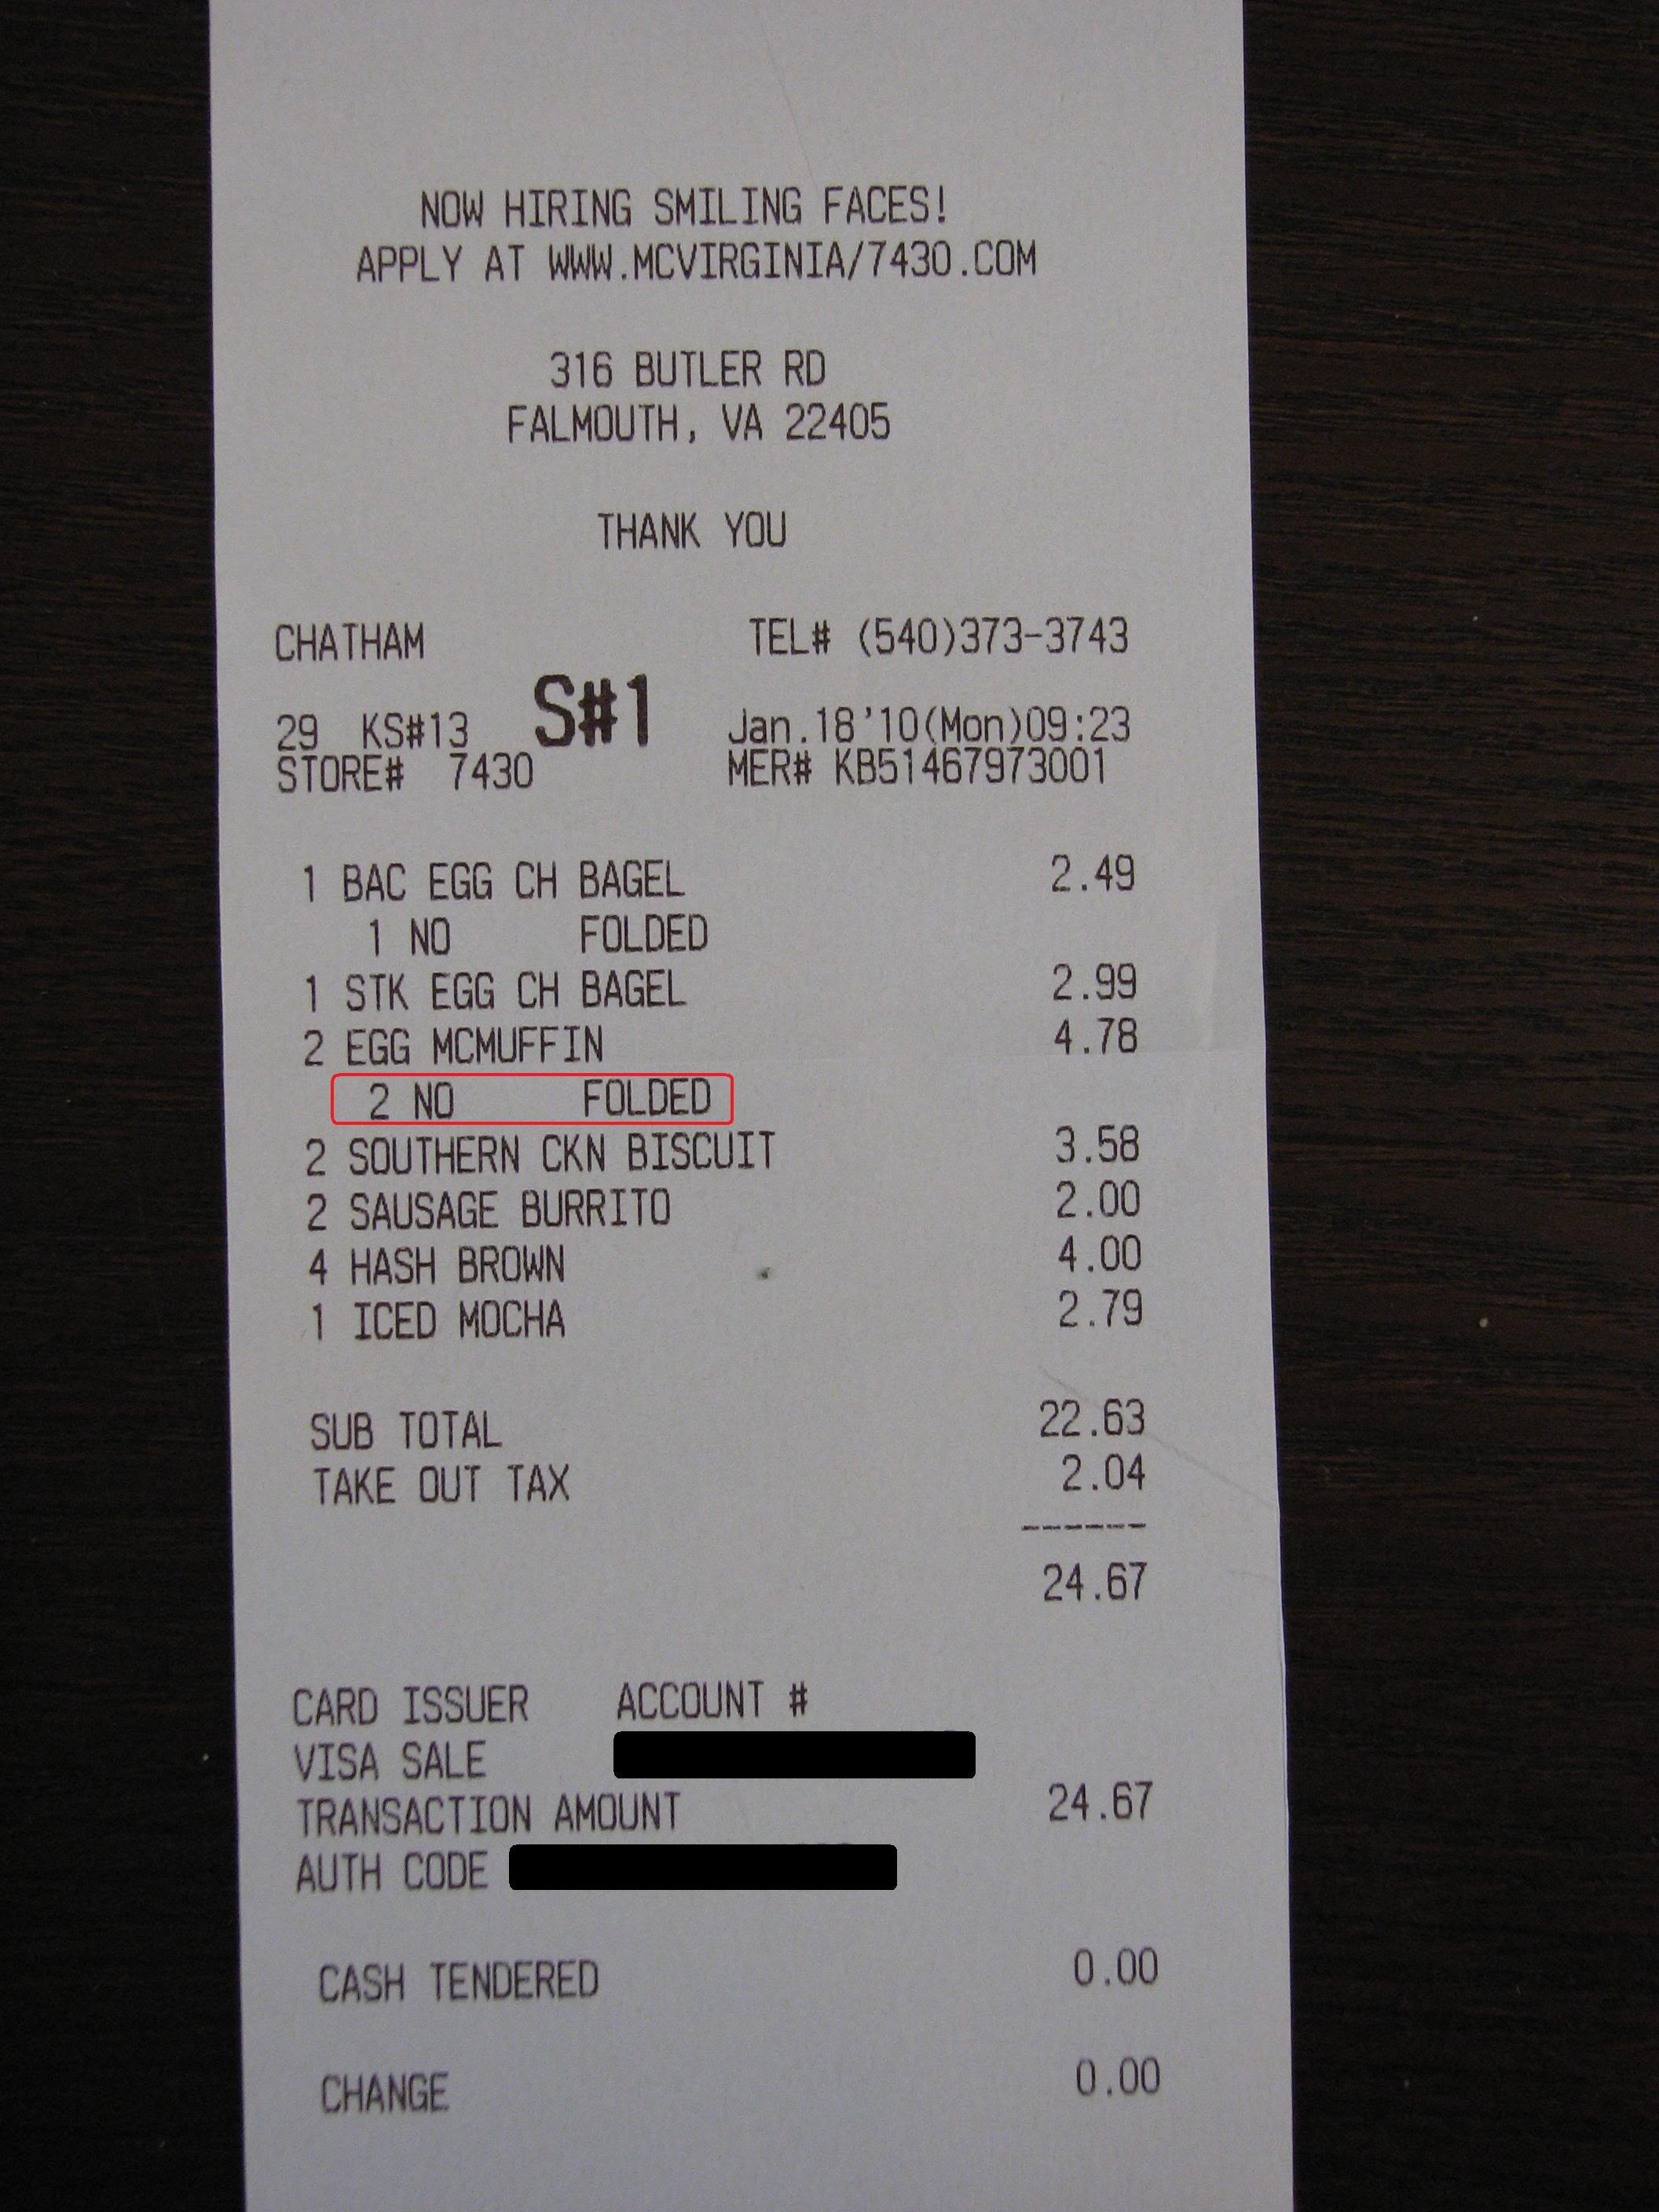 NOW HIRING SMILING FACES!
APPLY AT WWW.MCVIRGINIA/7430.COM
316 BUTLER RD
FALMOUTH, VA 22405
THANK YOU
CHATHAM TEL# (540)373-3743
29 KS#13 S#1 Jan.18'10(Mon)09:23
STORE# 7430 MER# KB51467973001
1 BAC EGG CH BAGEL 2.49
1 NO FOLDED
1 STK EGG CH BAGEL 2.99
2 EGG MCMUFFIN 4.78
2 NO FOLDED
2 SOUTHERN CKN BISCUIT 3.58
2 SAUSAGE BURRITO 2.00
4 HASH BROWN 4.00
1 ICED MOCHA 2.79
SUB TOTAL 22.63
TAKE OUT TAX 2.04
------
24.67
CARD ISSUER ACCOUNT #
VISA SALE
TRANSACTION AMOUNT 24.67
AUTH CODE
CASH TENDERED 0.00
CHANGE 0.00